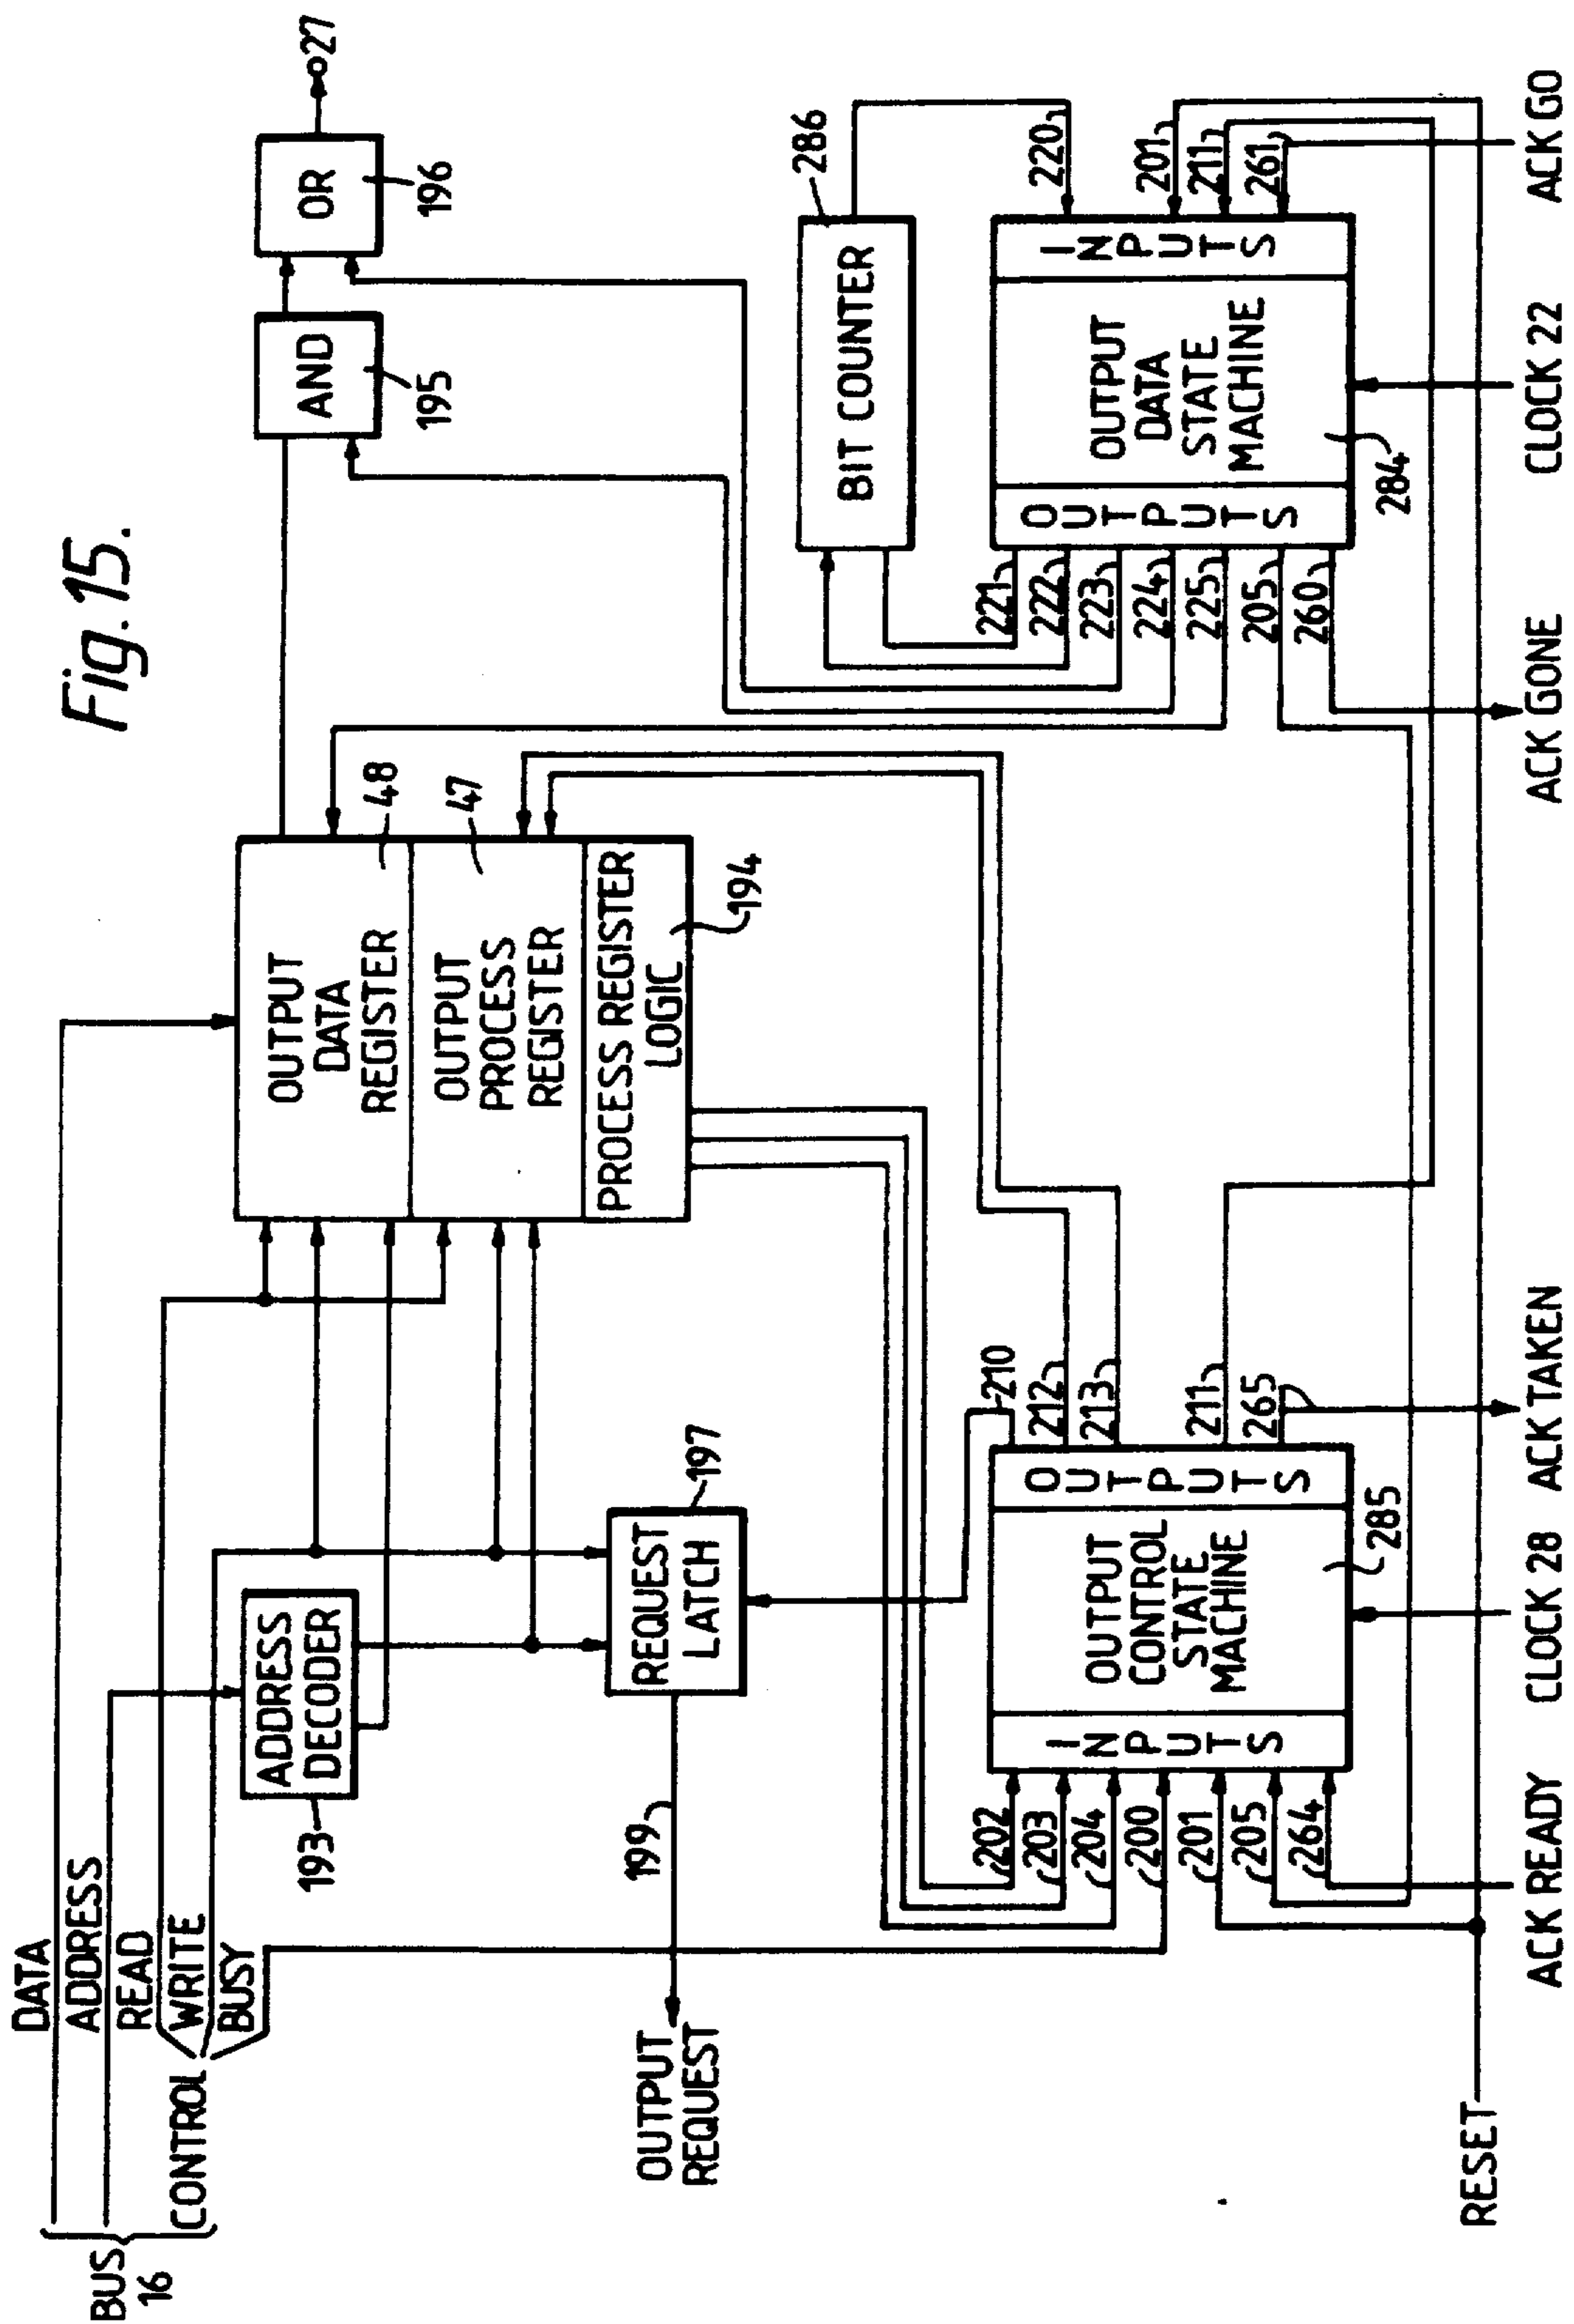 Fig. 15.
BUS
16
DATA
ADDRESS
CONTROL
READ
WRITE
BUSY
193
ADDRESS
DECODER
OUTPUT
DATA
REGISTER
48
OUTPUT
PROCESS
REGISTER
47
PROCESS REGISTER
LOGIC
194
AND
195
OR
196
27
OUTPUT
REQUEST
199
REQUEST
LATCH
197
BIT COUNTER
286
202
203
204
200
201
205
264
INPUTS
OUTPUT
CONTROL
STATE
MACHINE
OUTPUTS
285
210
212
213
211
265
221
222
223
224
225
205
260
OUTPUTS
OUTPUT
DATA
STATE
MACHINE
INPUTS
284
220
201
211
261
RESET
ACK READY
CLOCK 28
ACK TAKEN
ACK GONE
CLOCK 22
ACK GO